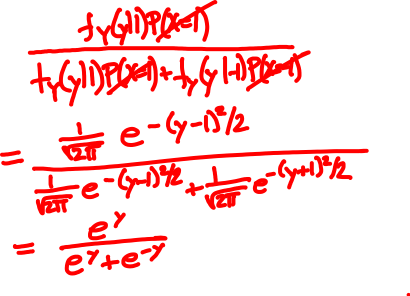 f_Y(y|1)P(X=1)
f_Y(y|1)P(X=1)+f_Y(y|-1)P(X=-1)
= 1/√2π e^-(y-1)²/2
1/√2π e^-(y-1)²/2 + 1/√2π e^-(y+1)²/2
= e^y
e^y+e^-y